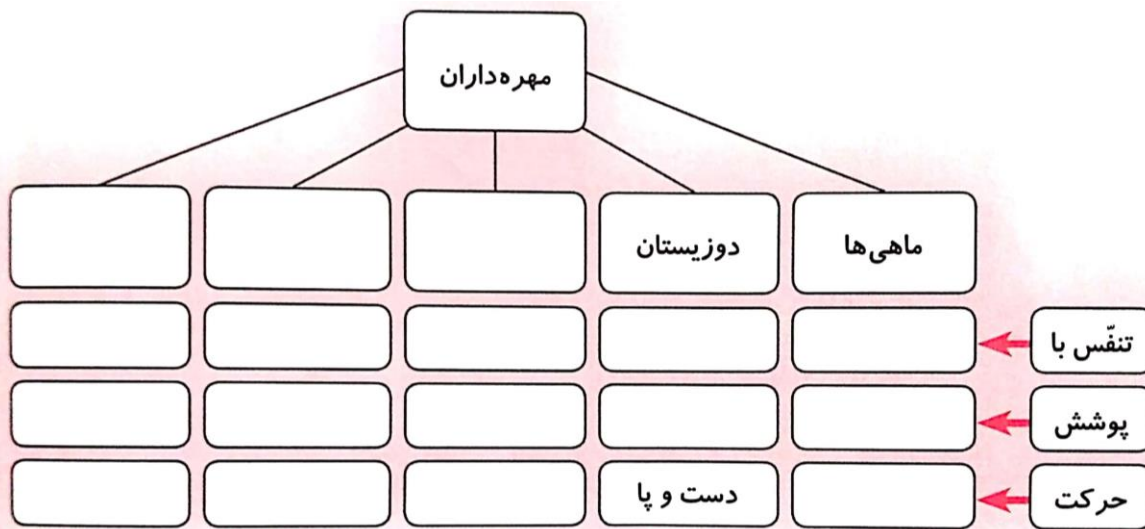 مهره‌داران
ماهی‌ها
دوزیستان
تنفّس با
پوشش
حرکت
دست و پا